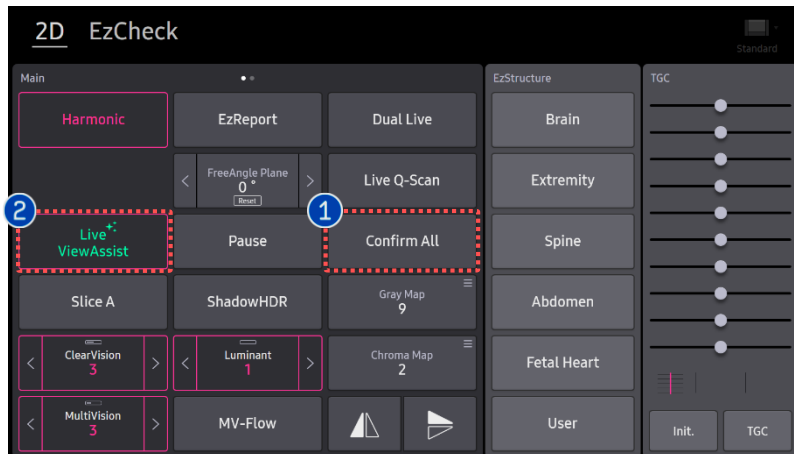 2D EzCheck
Standard
Main
EzStructure
TGC
Harmonic
EzReport
Dual Live
Brain
FreeAngle Plane
0 °
Reset
Live Q-Scan
Extremity
2
1
Live
ViewAssist
Pause
Confirm All
Spine
Slice A
ShadowHDR
Gray Map
9
Abdomen
ClearVision
3
Luminant
1
Chroma Map
2
Fetal Heart
MultiVision
3
MV-Flow
User
Init.
TGC